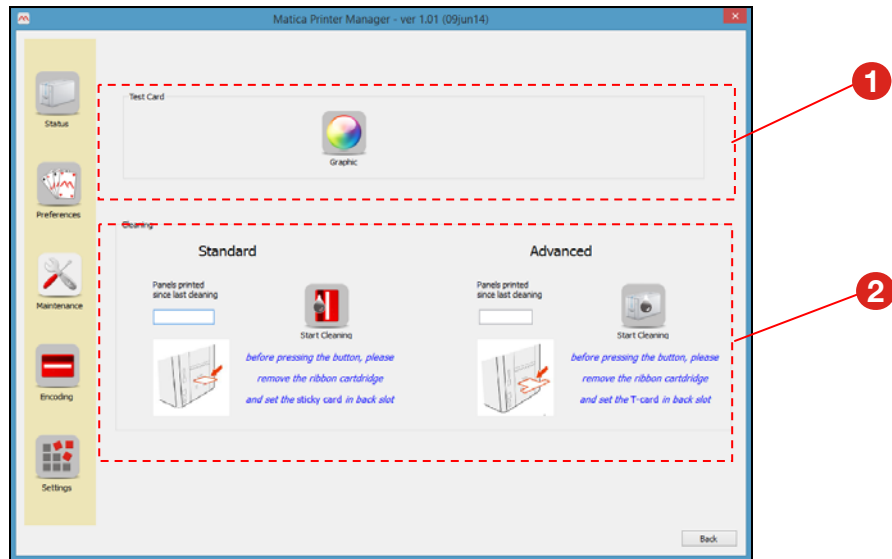 Matica Printer Manager - ver 1.01 (09jun14)
Status
Preferences
Maintenance
Encoding
Settings
Test Card
Graphic
1
Cleaning
Standard
Panels printed
since last cleaning
Start Cleaning
before pressing the button, please
remove the ribbon cartdridge
and set the sticky card in back slot
Advanced
Panels printed
since last cleaning
Start Cleaning
before pressing the button, please
remove the ribbon cartdridge
and set the T-card in back slot
2
Back